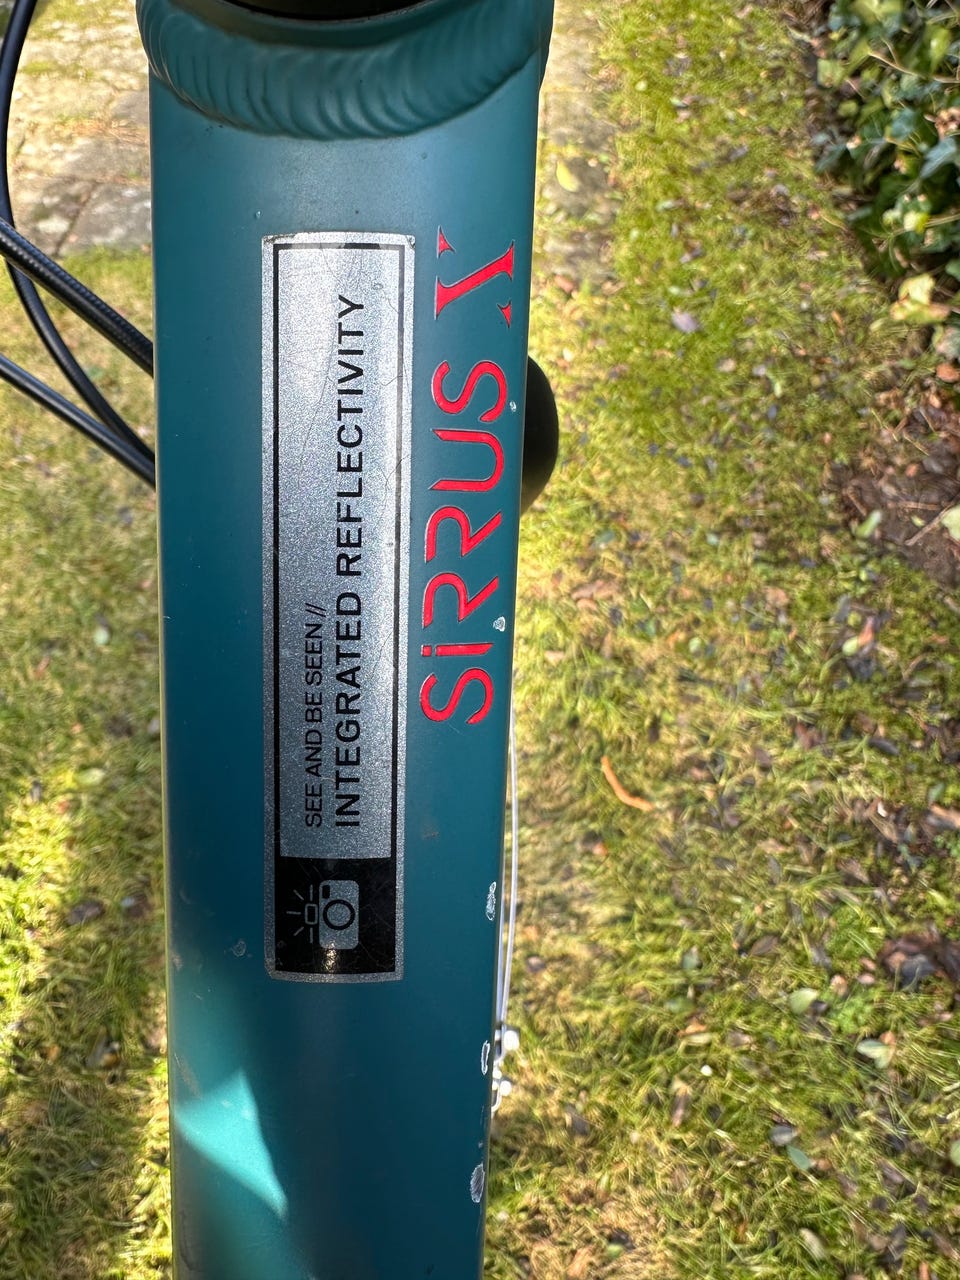 SEE AND BE SEEN //
INTEGRATED REFLECTIVITY
SiRRUS X